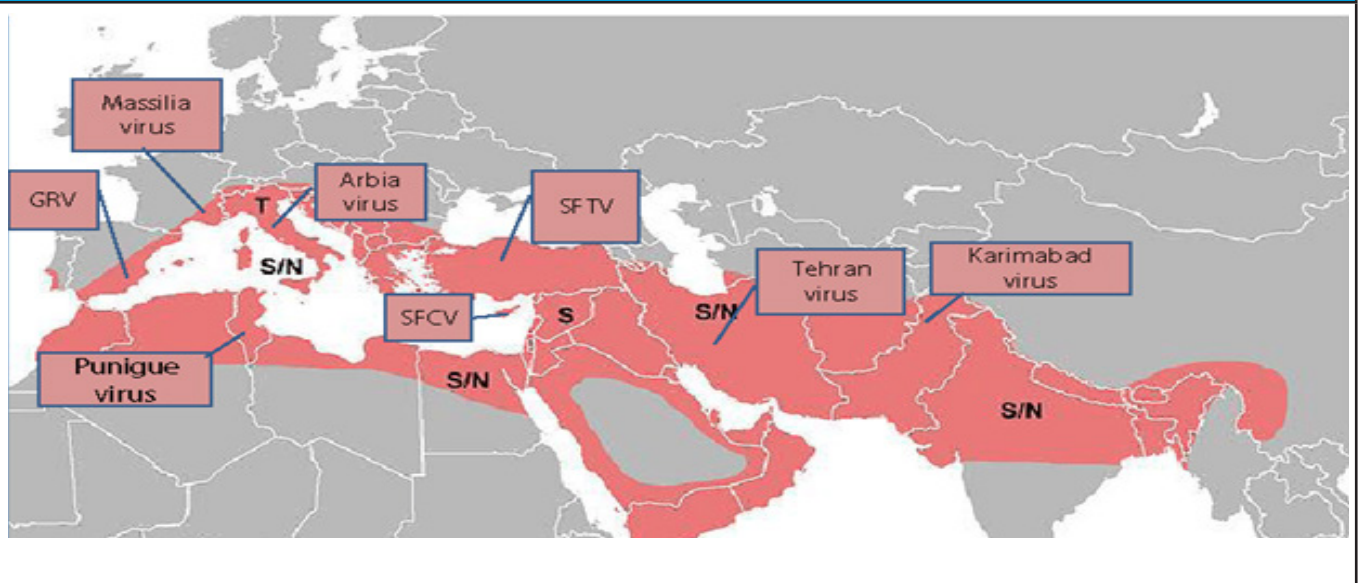 Massilia
virus
GRV
Arbia
virus
SFTV
T
S/N
Tehran
virus
Karimabad
virus
S/N
SFCV
S
Punigue
virus
S/N
S/N